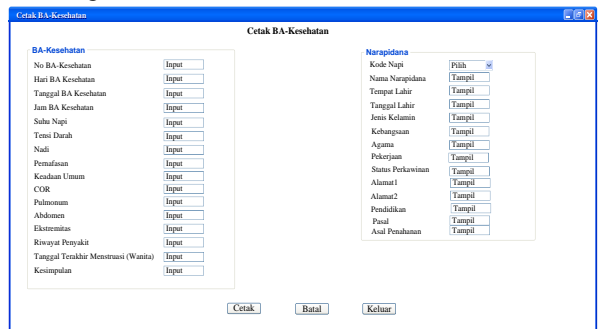 Cetak BA-Kesehatan
Cetak BA-Kesehatan
BA-Kesehatan
No BA-Kesehatan Input
Hari BA Kesehatan Input
Tanggal BA Kesehatan Input
Jam BA Kesehatan Input
Suhu Napi Input
Tensi Darah Input
Nadi Input
Pernafasan Input
Keadaan Umum Input
COR Input
Pulmonum Input
Abdomen Input
Ekstremitas Input
Riwayat Penyakit Input
Tanggal Terakhir Menstruasi (Wanita) Input
Kesimpulan Input
Narapidana
Kode Napi Pilih
Nama Narapidana Tampil
Tempat Lahir Tampil
Tanggal Lahir Tampil
Jenis Kelamin Tampil
Kebangsaan Tampil
Agama Tampil
Pekerjaan Tampil
Status Perkawinan Tampil
Alamat1 Tampil
Alamat2 Tampil
Pendidikan Tampil
Pasal Tampil
Asal Penahanan Tampil
Cetak Batal Keluar